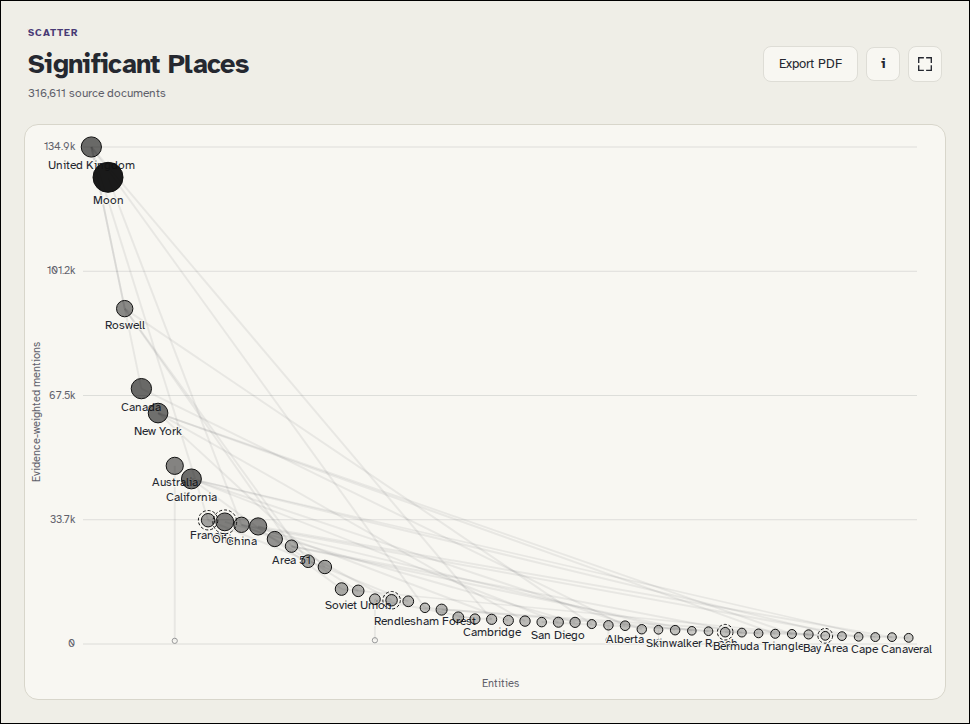 SCATTER
Significant Places
316,611 source documents
Export PDF
i
134.9k
United Kingdom
Moon
101.2k
Roswell
Evidence-weighted mentions
67.5k
Canada
New York
Australia
California
33.7k
France
China
Area 51
Soviet Union
Rendlesham Forest
Cambridge
San Diego
Alberta
Skinwalker Ranch
Bermuda Triangle
Bay Area
Cape Canaveral
0
Entities